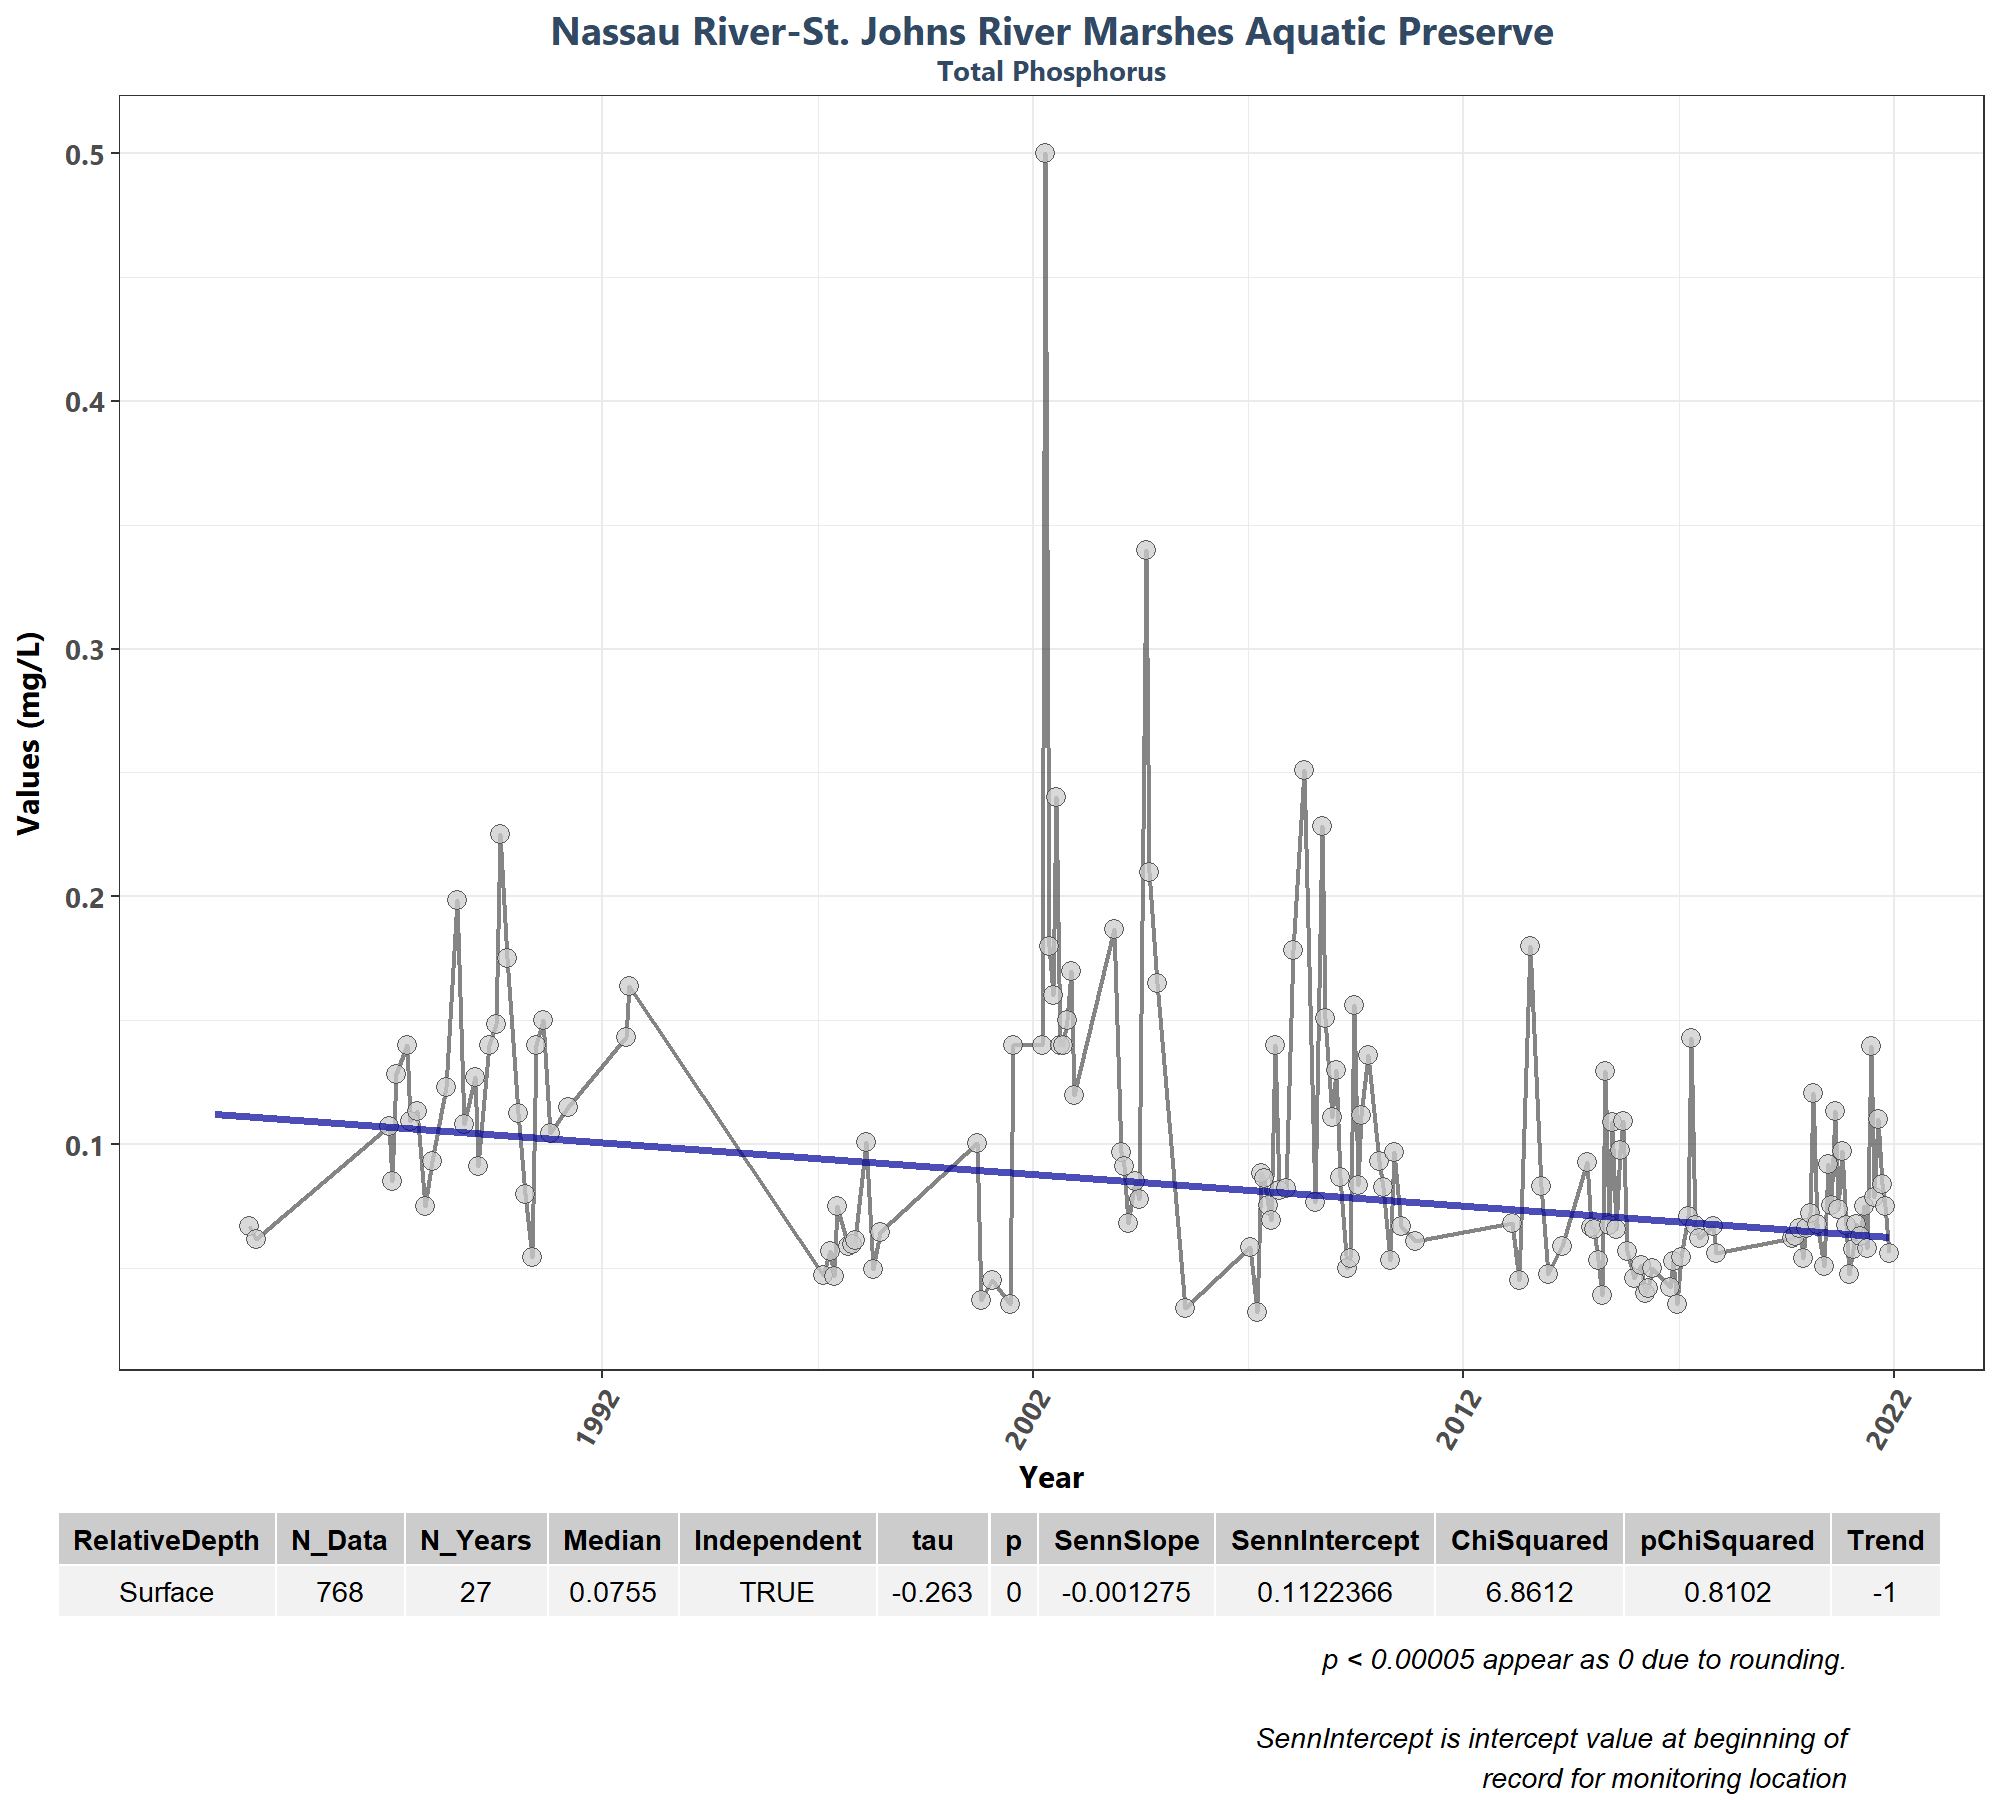 Nassau River-St. Johns River Marshes Aquatic Preserve
Total Phosphorus
0.5
0.4
0.3
0.2
0.1
Values (mg/L)
1992
2002
2012
2022
Year
RelativeDepth N_Data N_Years Median Independent tau p SennSlope SennIntercept ChiSquared pChiSquared Trend
Surface 768 27 0.0755 TRUE -0.263 0 -0.001275 0.1122366 6.8612 0.8102 -1
p < 0.00005 appear as 0 due to rounding.
SennIntercept is intercept value at beginning of
record for monitoring location